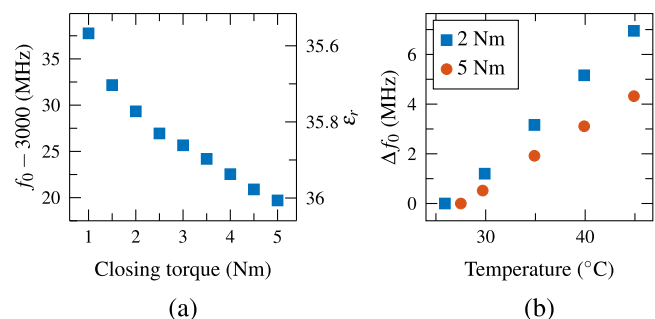 35
30
25
20
f₀ − 3000 (MHz)
35.6
35.8
36
εᵣ
1 2 3 4 5
Closing torque (Nm)
(a)
2 Nm
5 Nm
6
4
2
0
Δf₀ (MHz)
30 40
Temperature (°C)
(b)